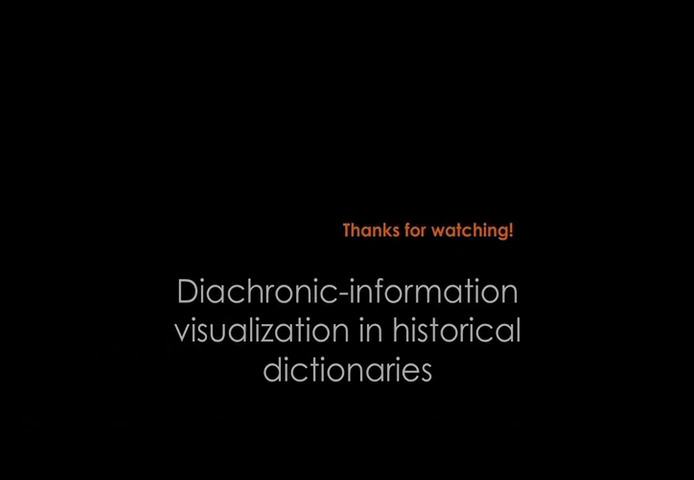 Thanks for watching!
Diachronic-information
visualization in historical
dictionaries